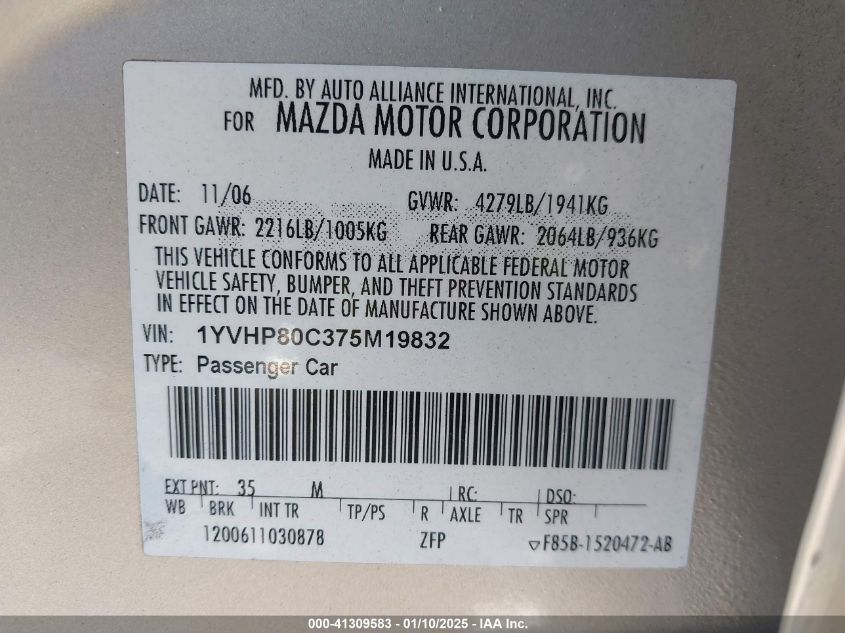 MFD. BY AUTO ALLIANCE INTERNATIONAL, INC.
FOR MAZDA MOTOR CORPORATION
MADE IN U.S.A.
DATE: 11/06 GVWR: 4279LB/1941KG
FRONT GAWR: 2216LB/1005KG REAR GAWR: 2064LB/936KG
THIS VEHICLE CONFORMS TO ALL APPLICABLE FEDERAL MOTOR
VEHICLE SAFETY, BUMPER, AND THEFT PREVENTION STANDARDS
IN EFFECT ON THE DATE OF MANUFACTURE SHOWN ABOVE.
VIN: 1YVHP80C375M19832
TYPE: Passenger Car
EXT PNT: 35 M RC: DSO:
WB BRK INT TR TP/PS R AXLE TR SPR
1200611030878 ZFP ▽F85B-1520472-AB
000-41309583 — 01/10/2025 — IAA Inc.